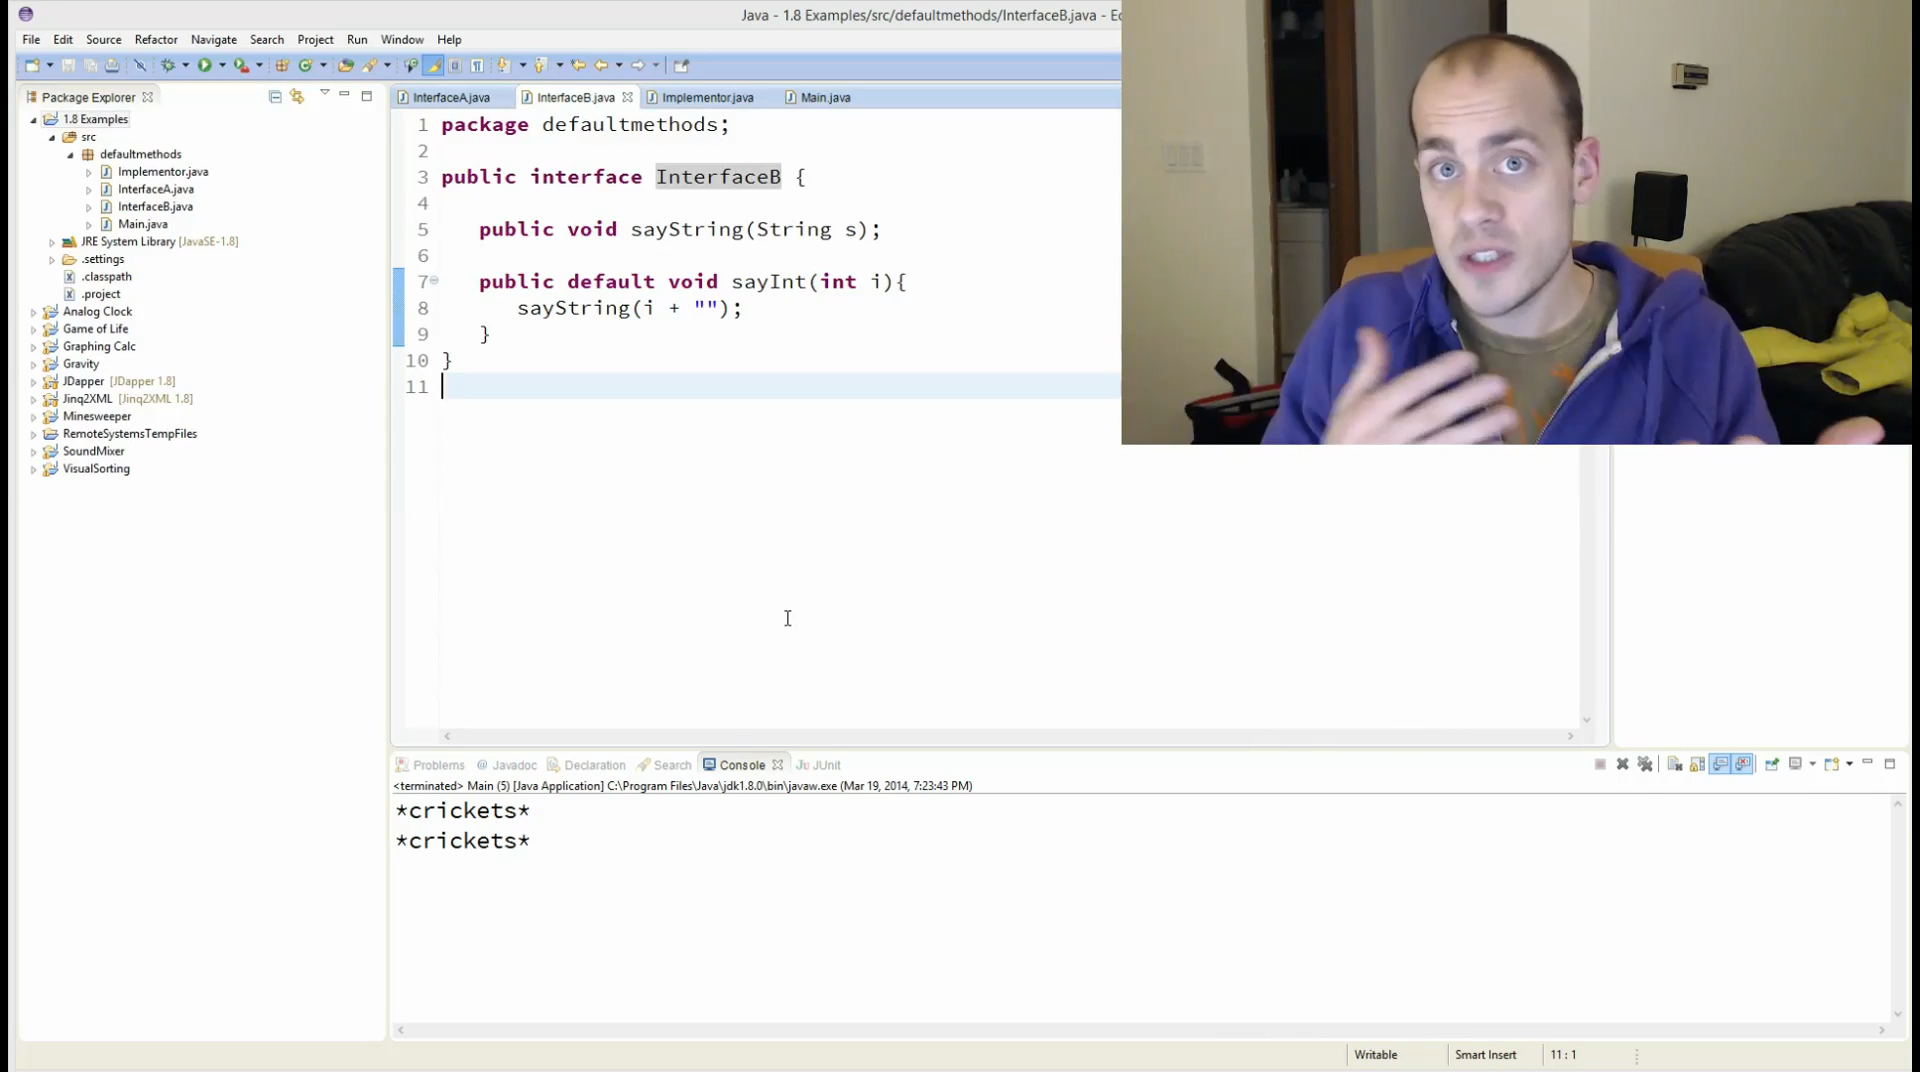 Java - 1.8 Examples/src/defaultmethods/InterfaceB.java - Ec
File Edit Source Refactor Navigate Search Project Run Window Help
Package Explorer
1.8 Examples
src
defaultmethods
Implementor.java
InterfaceA.java
InterfaceB.java
Main.java
JRE System Library [JavaSE-1.8]
.settings
.classpath
.project
Analog Clock
Game of Life
Graphing Calc
Gravity
JDapper [JDapper 1.8]
Jinq2XML [Jinq2XML 1.8]
Minesweeper
RemoteSystemsTempFiles
SoundMixer
VisualSorting
InterfaceA.java InterfaceB.java Implementor.java Main.java
1 package defaultmethods;
2
3 public interface InterfaceB {
4
5 public void sayString(String s);
6
7 public default void sayInt(int i){
8 sayString(i + "");
9 }
10 }
11
Problems @ Javadoc Declaration Search Console JUnit
<terminated> Main (5) [Java Application] C:\Program Files\Java\jdk1.8.0\bin\javaw.exe (Mar 19, 2014, 7:23:43 PM)
*crickets*
*crickets*
Writable Smart Insert 11 : 1